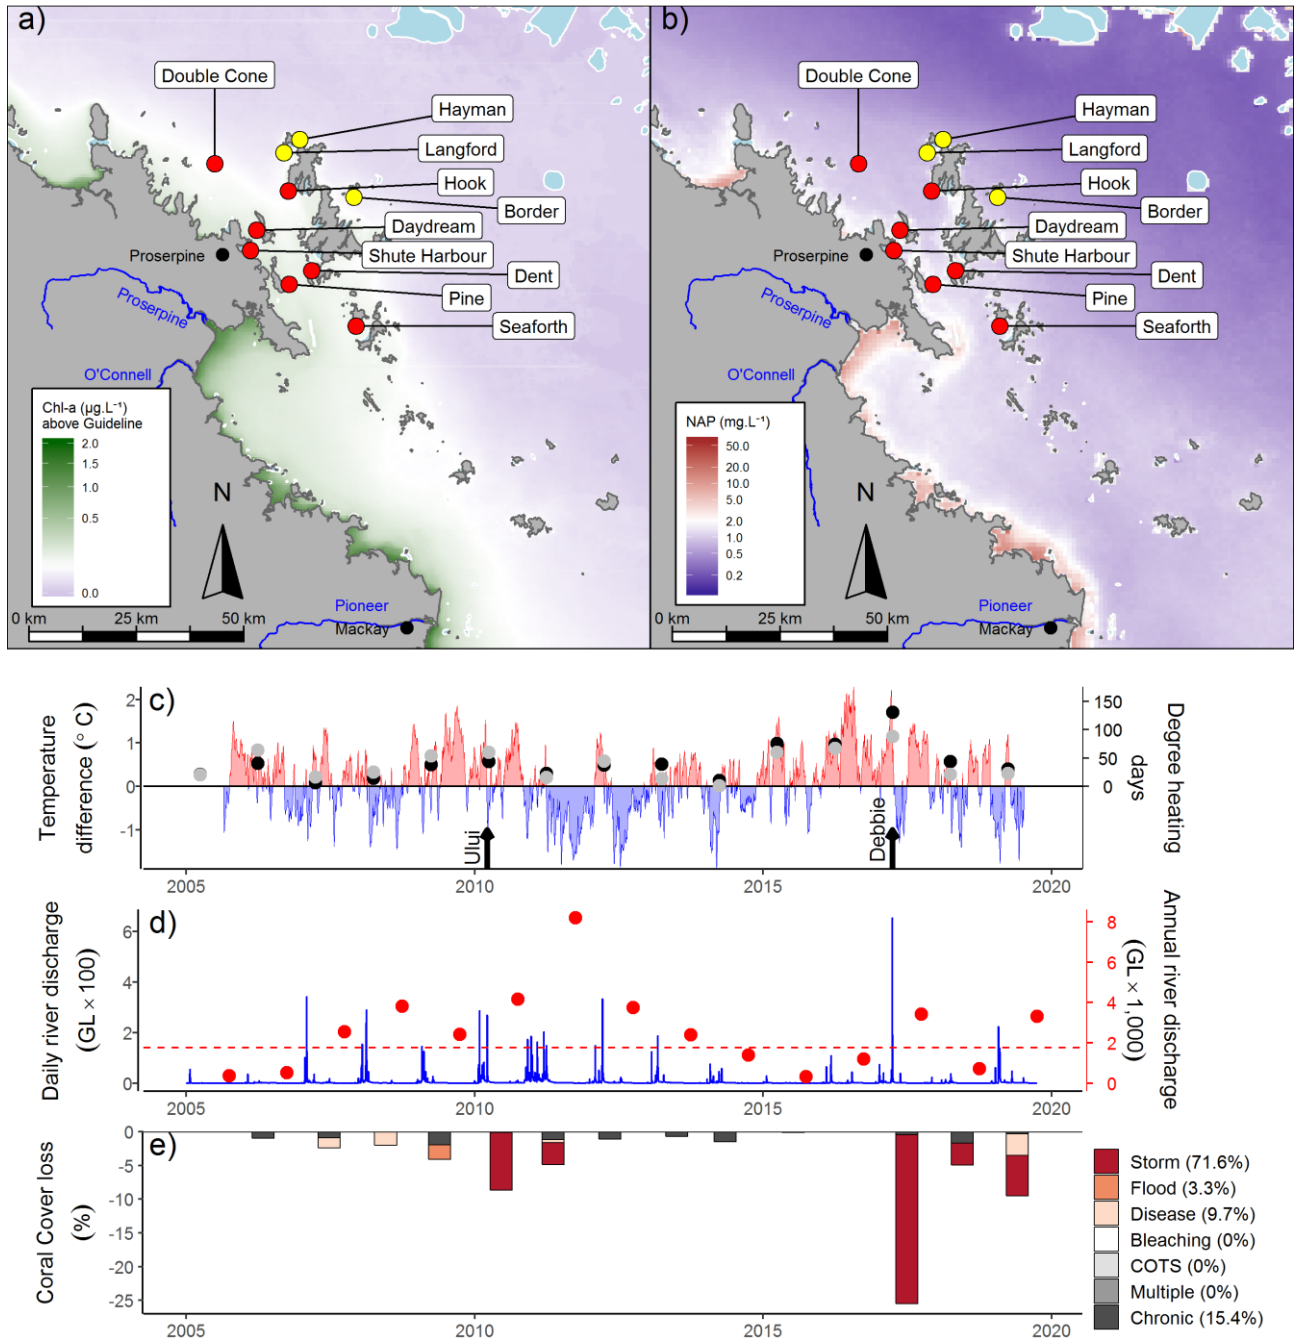 a)
Double Cone
Hayman
Langford
Hook
Border
Daydream
Shute Harbour
Proserpine
Dent
Pine
Proserpine
Seaforth
O'Connell
Chl-a (µg.L⁻¹)
above Guideline
2.0
1.5
1.0
0.5
0.0
N
0 km
25 km
50 km
Pioneer
Mackay
b)
Double Cone
Hayman
Langford
Hook
Border
Daydream
Shute Harbour
Proserpine
Dent
Pine
Proserpine
Seaforth
O'Connell
NAP (mg.L⁻¹)
50.0
20.0
10.0
5.0
2.0
1.0
0.5
0.2
N
0 km
25 km
50 km
Pioneer
Mackay
c)
Temperature
difference (° C)
2
1
0
-1
Ului
Debbie
150
100
50
0
Degree heating
days
2005
2010
2015
2020
d)
Daily river discharge
(GL × 100)
6
4
2
0
8
6
4
2
0
Annual river discharge
(GL × 1,000)
2005
2010
2015
2020
e)
Coral Cover loss
(%)
0
-5
-10
-15
-20
-25
2005
2010
2015
2020
Storm (71.6%)
Flood (3.3%)
Disease (9.7%)
Bleaching (0%)
COTS (0%)
Multiple (0%)
Chronic (15.4%)